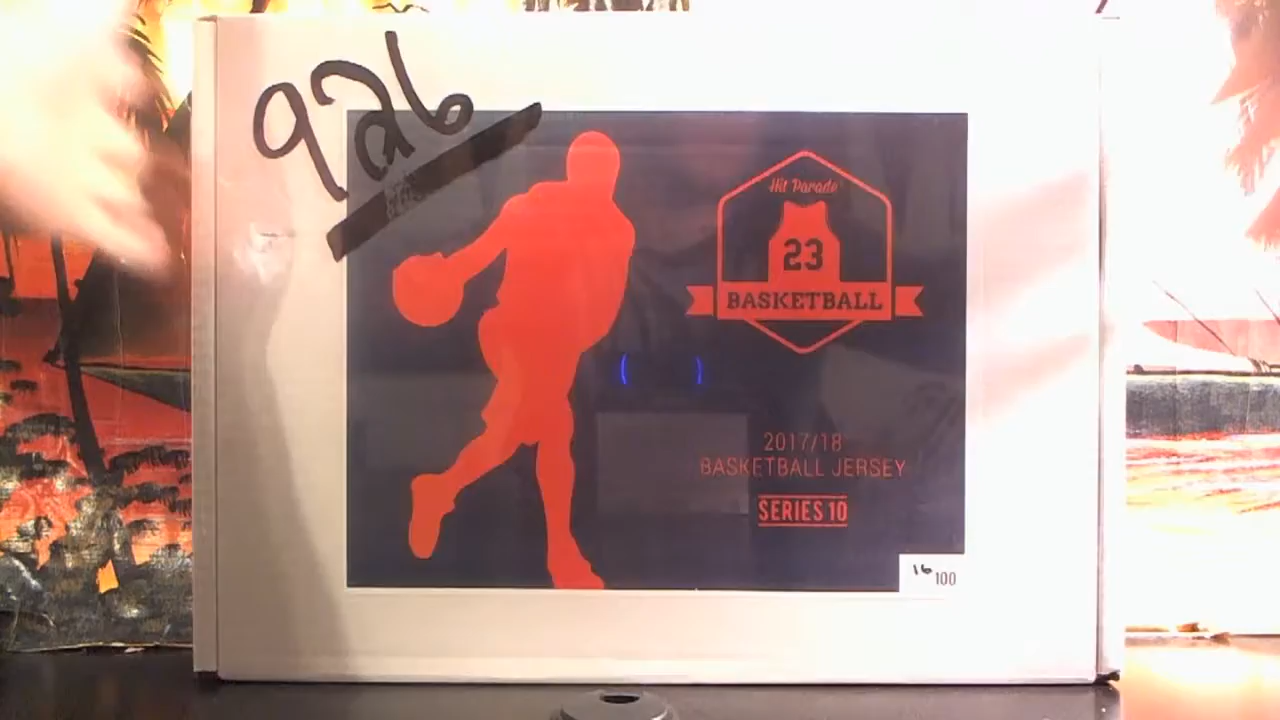 926
Hit Parade
23
BASKETBALL
2017/18
BASKETBALL JERSEY
SERIES 10
16
100